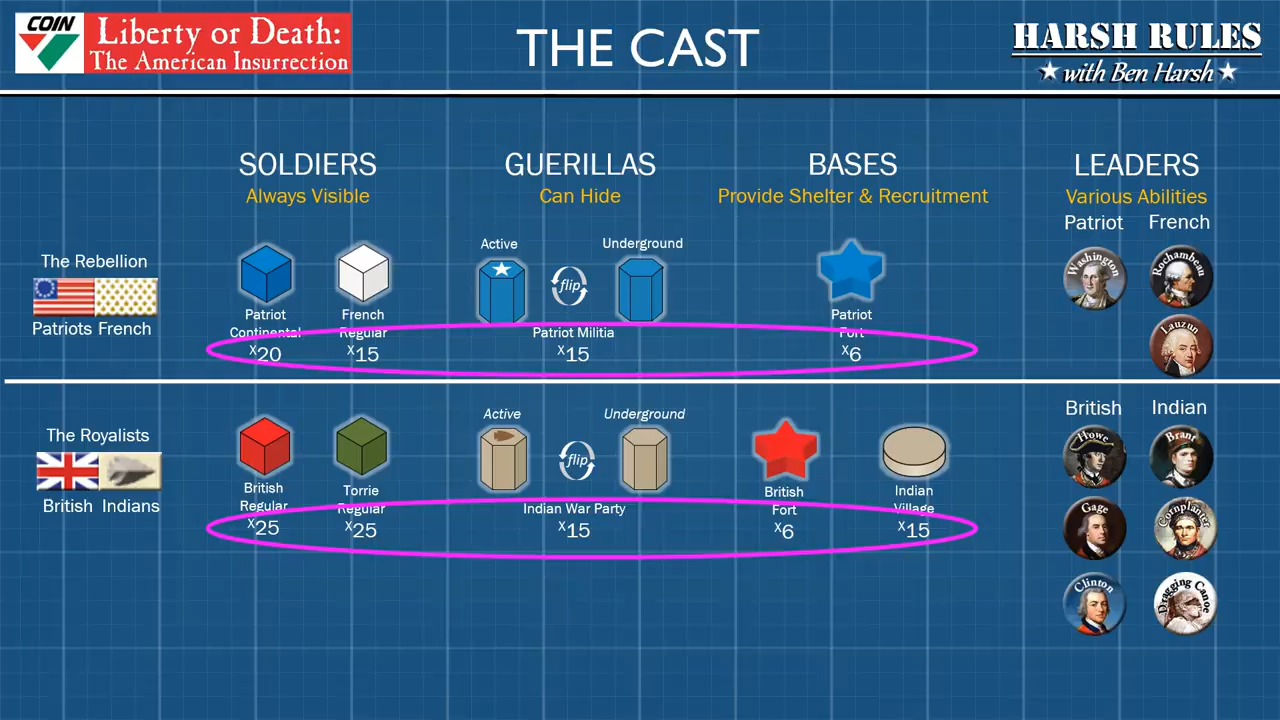 COIN
Liberty or Death:
The American Insurrection
THE CAST
HARSH RULES
with Ben Harsh
SOLDIERS
Always Visible
GUERILLAS
Can Hide
BASES
Provide Shelter & Recruitment
LEADERS
Various Abilities
Patriot French
The Rebellion
Patriots French
Patriot
Continental
X20
French
Regular
X15
Active
flip
Underground
Patriot Militia
X15
Patriot
Fort
X6
Washington
Rochambeau
Lauzun
The Royalists
British Indians
British
Regular
X25
Torrie
Regular
X25
Active
flip
Underground
Indian War Party
X15
British
Fort
X6
Indian
Village
X15
British Indian
Howe
Brant
Gage
Cornplanter
Clinton
Dragging Canoe